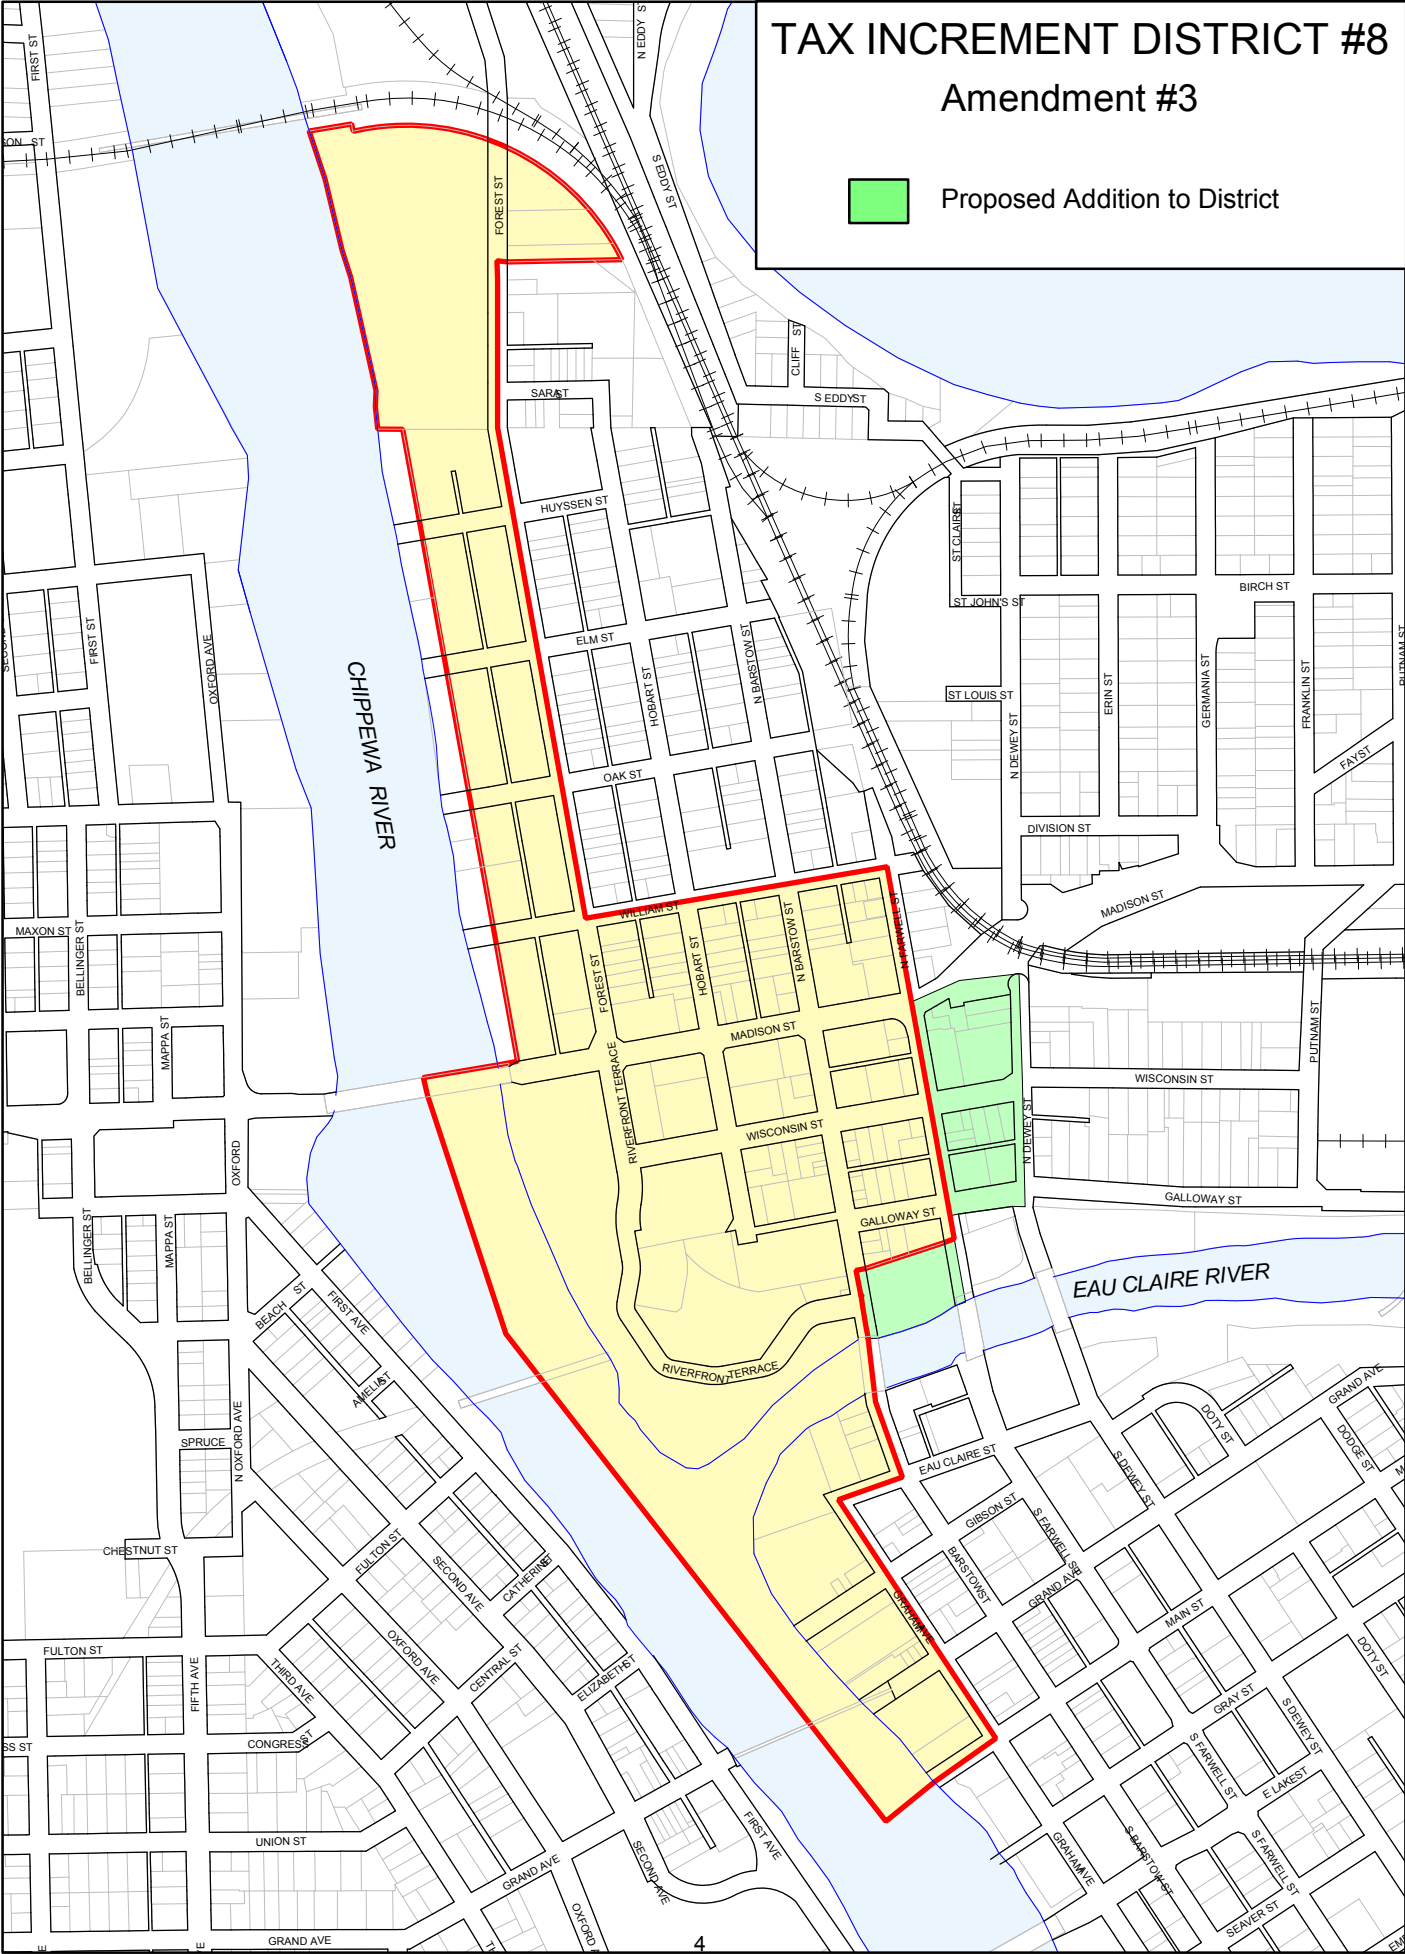 TAX INCREMENT DISTRICT #8
Amendment #3
Proposed Addition to District
FIRST ST
N EDDY ST
S EDDY ST
FOREST ST
CLIFF ST
S EDDY ST
SARA ST
HUYSSEN ST
ST CLAIR ST
BIRCH ST
ST JOHN'S ST
ELM ST
FIRST ST
OXFORD AVE
HOBART ST
N BARSTOW ST
ST LOUIS ST
N DEWEY ST
ERIN ST
GERMANIA ST
FRANKLIN ST
PUTNAM ST
CHIPPEWA RIVER
OAK ST
FAY ST
DIVISION ST
MADISON ST
WILLIAM ST
N FARWELL ST
MAXON ST
BELLINGER ST
FOREST ST
HOBART ST
N BARSTOW ST
MADISON ST
MAPPA ST
PUTNAM ST
WISCONSIN ST
RIVERFRONT TERRACE
WISCONSIN ST
N DEWEY ST
OXFORD
GALLOWAY ST
GALLOWAY ST
BELLINGER ST
MAPPA ST
EAU CLAIRE RIVER
BEACH ST
FIRST AVE
RIVERFRONT TERRACE
AMELIA ST
GRAND AVE
DOTY ST
DODGE ST
SPRUCE
N OXFORD AVE
EAU CLAIRE ST
S DEWEY ST
GIBSON ST
S FARWELL ST
CHESTNUT ST
FULTON ST
SECOND AVE
CATHERINE ST
BARSTOW ST
GRAND AVE
GRAHAM AVE
MAIN ST
FULTON ST
OXFORD AVE
CENTRAL ST
ELIZABETH ST
DOTY ST
FIFTH AVE
THIRD AVE
GRAY ST
S DEWEY ST
SS ST
CONGRESS ST
S FARWELL ST
E LAKE ST
UNION ST
FIRST AVE
GRAHAM AVE
S BARSTOW ST
S FARWELL ST
GRAND AVE
SECOND AVE
SEAVER ST
GRAND AVE
4